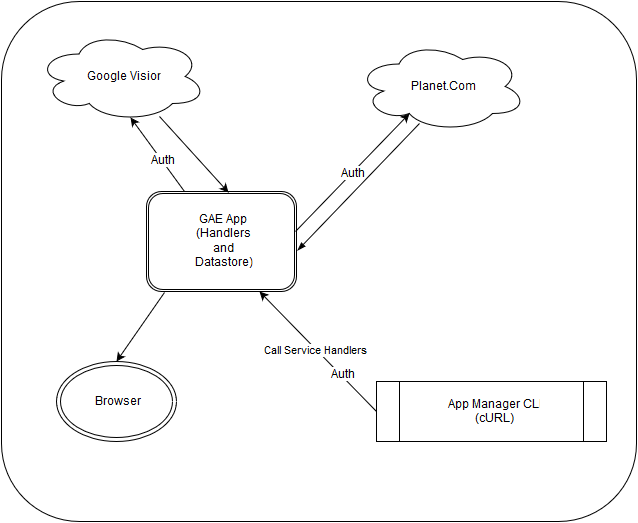 Google Visior
Planet.Com
Auth
Auth
GAE App
(Handlers
and
Datastore)
Call Service Handlers
Auth
Browser
App Manager CL
(cURL)